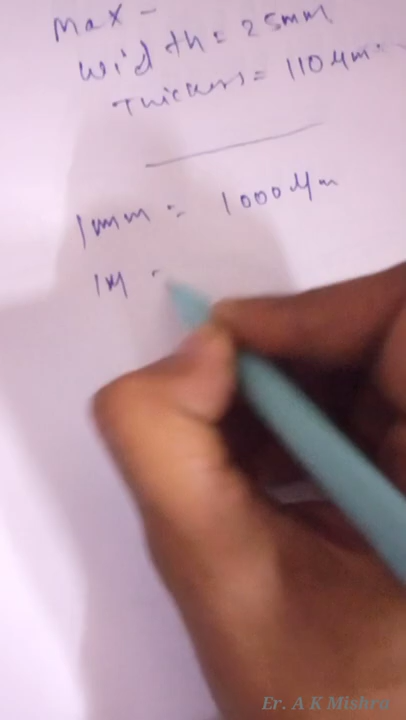 Max -
Width = 25mm
Thickness = 110 μm
1mm = 1000 μm
1M =
Er. A K Mishra